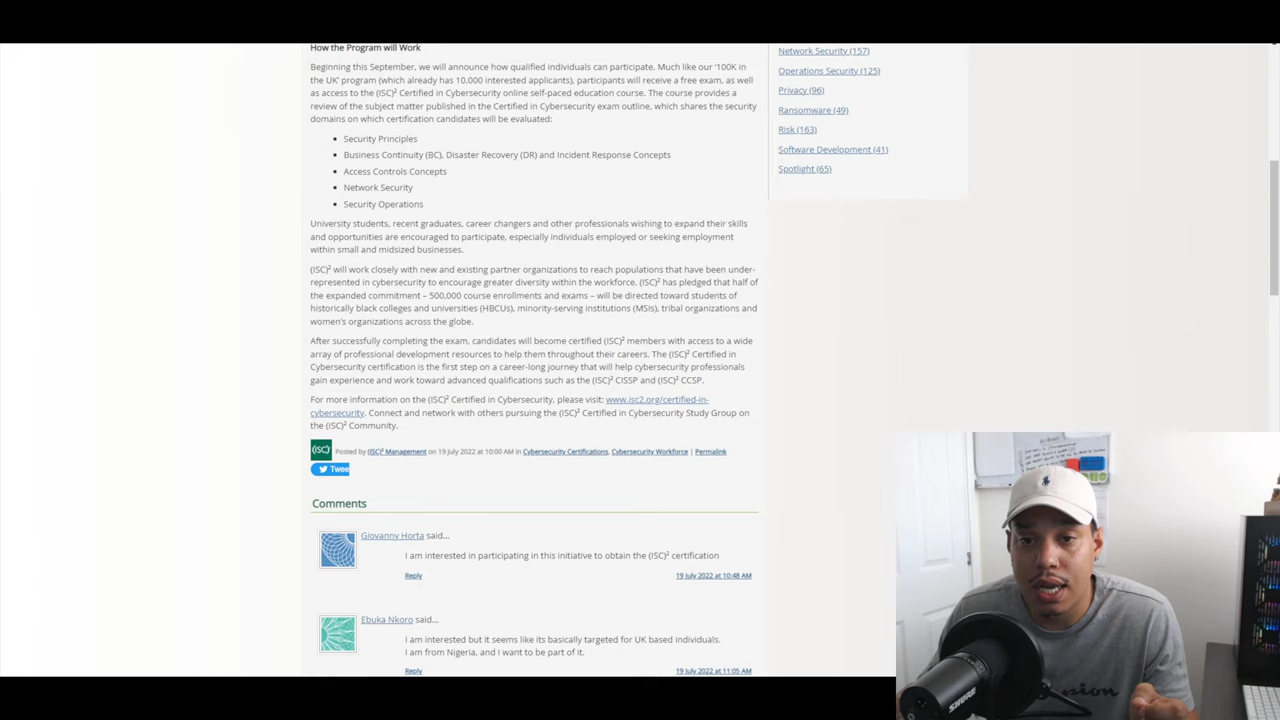 How the Program will Work
Beginning this September, we will announce how qualified individuals can participate. Much like our '100K in
the UK' program (which already has 10,000 interested applicants), participants will receive a free exam, as well
as access to the (ISC)² Certified in Cybersecurity online self-paced education course. The course provides a
review of the subject matter published in the Certified in Cybersecurity exam outline, which shares the security
domains on which certification candidates will be evaluated:
• Security Principles
• Business Continuity (BC), Disaster Recovery (DR) and Incident Response Concepts
• Access Controls Concepts
• Network Security
• Security Operations
University students, recent graduates, career changers and other professionals wishing to expand their skills
and opportunities are encouraged to participate, especially individuals employed or seeking employment
within small and midsized businesses.
(ISC)² will work closely with new and existing partner organizations to reach populations that have been under-
represented in cybersecurity to encourage greater diversity within the workforce. (ISC)² has pledged that half of
the expanded commitment – 500,000 course enrollments and exams – will be directed toward students of
historically black colleges and universities (HBCUs), minority-serving institutions (MSIs), tribal organizations and
women's organizations across the globe.
After successfully completing the exam, candidates will become certified (ISC)² members with access to a wide
array of professional development resources to help them throughout their careers. The (ISC)² Certified in
Cybersecurity certification is the first step on a career-long journey that will help cybersecurity professionals
gain experience and work toward advanced qualifications such as the (ISC)² CISSP and (ISC)² CCSP.
For more information on the (ISC)² Certified in Cybersecurity, please visit: www.isc2.org/certified-in-
cybersecurity. Connect and network with others pursuing the (ISC)² Certified in Cybersecurity Study Group on
the (ISC)² Community.
(ISC)² Posted by (ISC)² Management on 19 July 2022 at 10:00 AM in Cybersecurity Certifications, Cybersecurity Workforce | Permalink
Twee
Comments
Giovanny Horta said...
I am interested in participating in this initiative to obtain the (ISC)² certification
Reply 19 July 2022 at 10:48 AM
Ebuka Nkoro said...
I am interested but it seems like its basically targeted for UK based individuals.
I am from Nigeria, and I want to be part of it.
Reply 19 July 2022 at 11:05 AM
Network Security (157)
Operations Security (125)
Privacy (96)
Ransomware (49)
Risk (163)
Software Development (41)
Spotlight (65)
SHURE